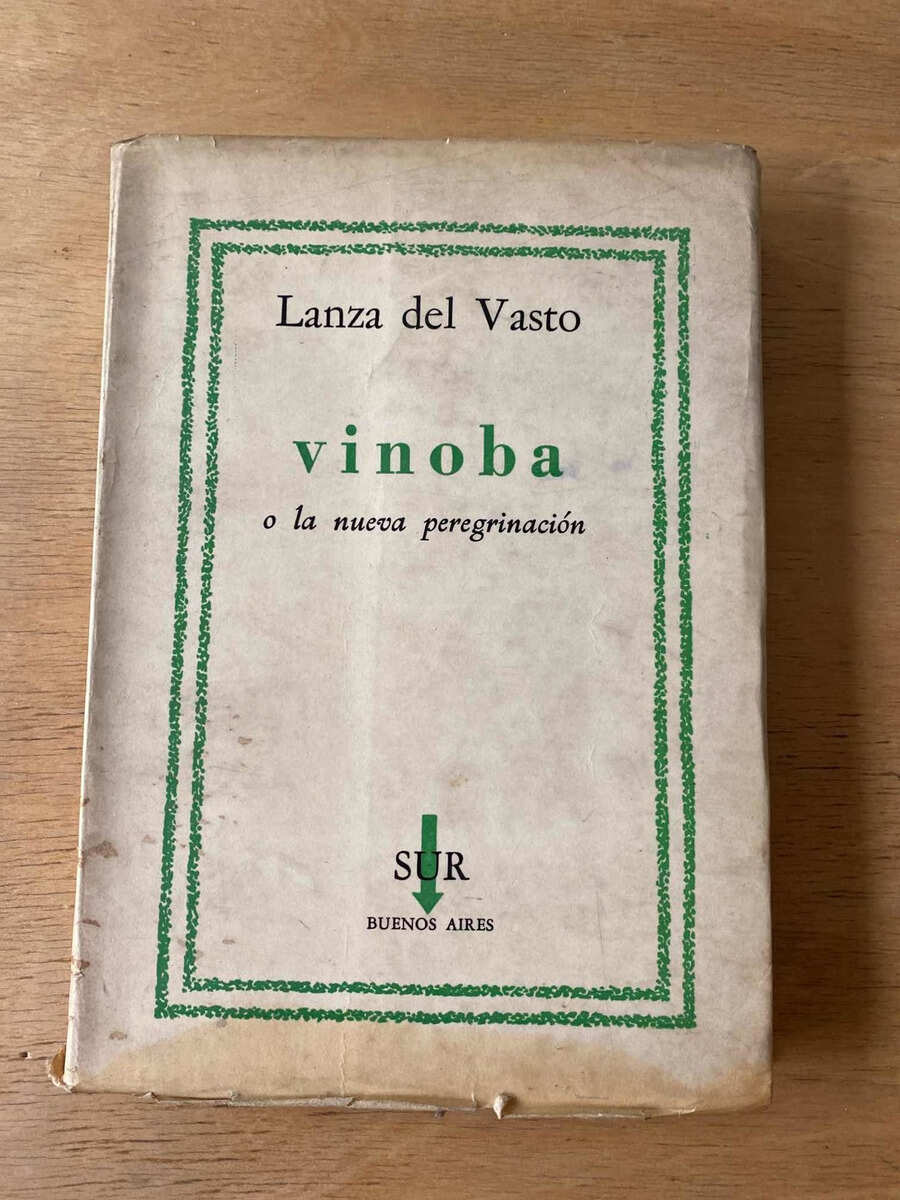 Lanza del Vasto
vinoba
o la nueva peregrinación
SUR
BUENOS AIRES